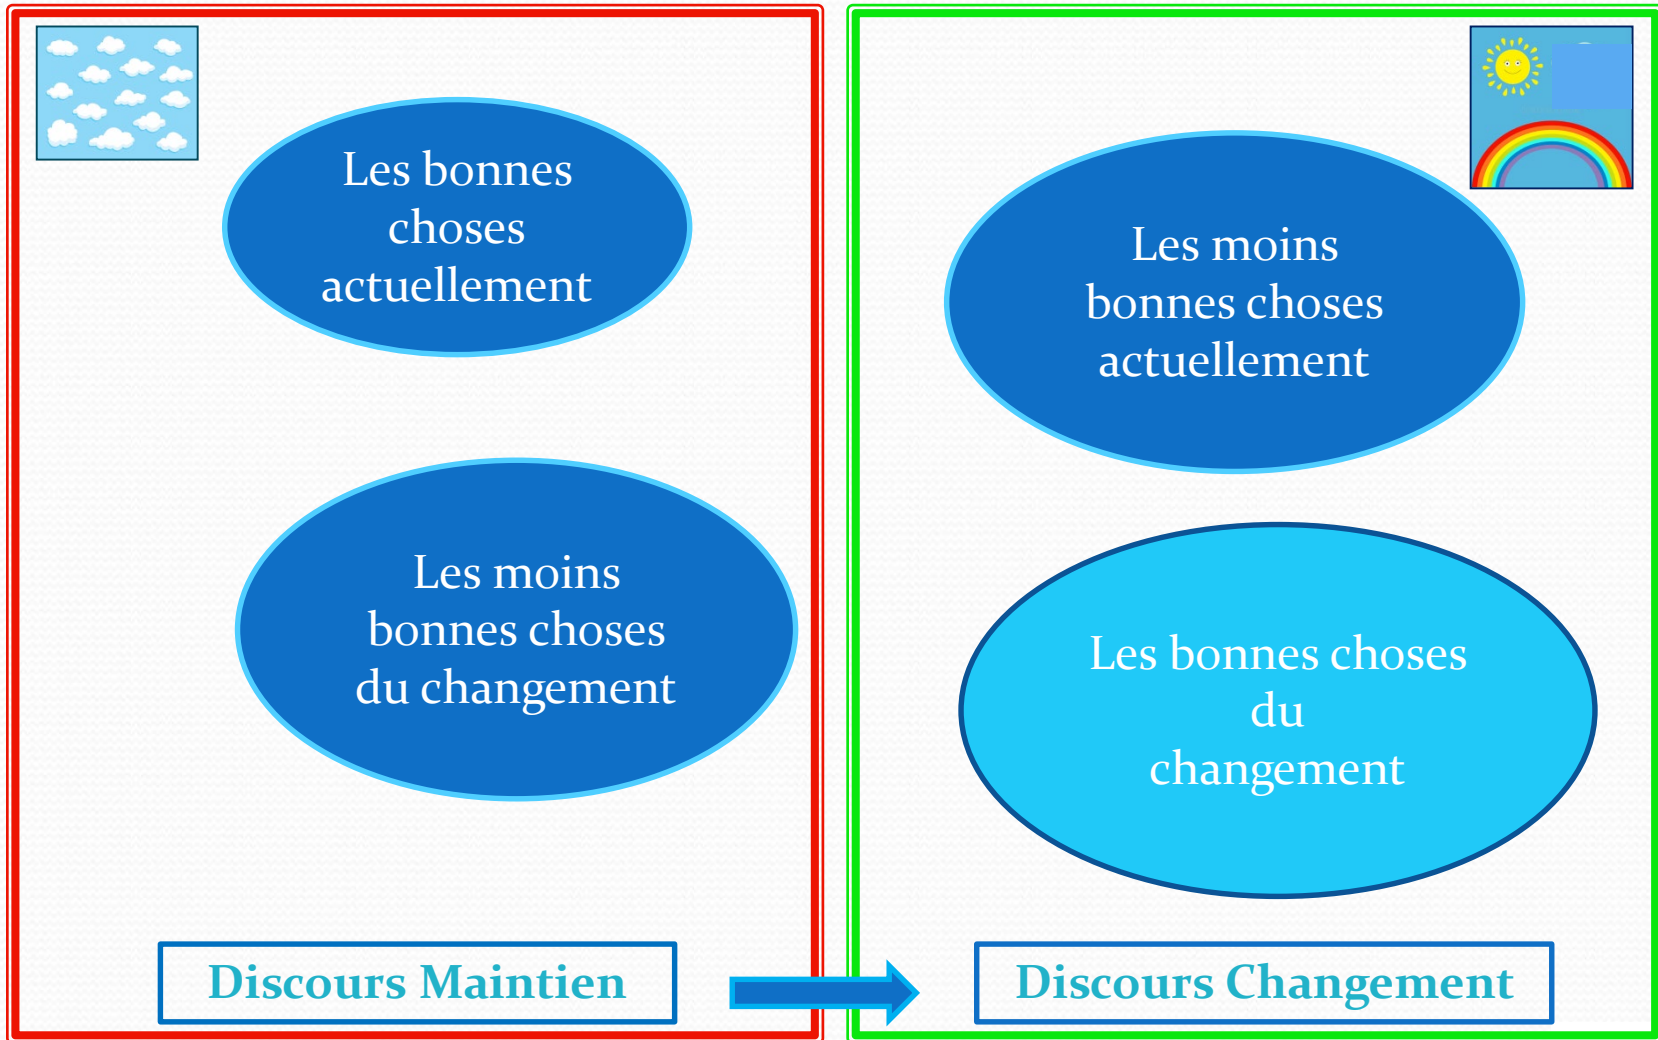 Les bonnes
choses
actuellement
Les moins
bonnes choses
du changement
Discours Maintien
Les moins
bonnes choses
actuellement
Les bonnes choses
du
changement
Discours Changement